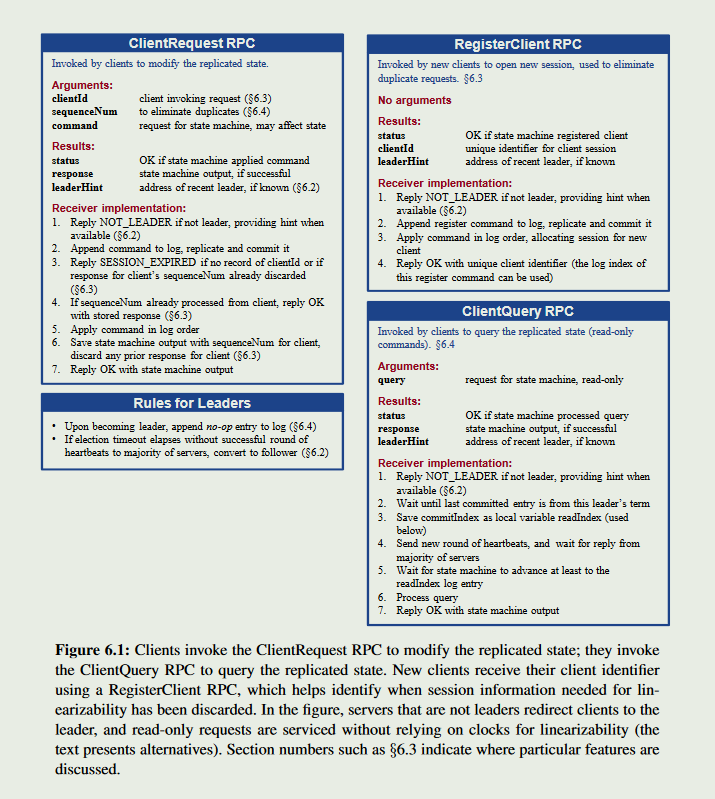 ClientRequest RPC
Invoked by clients to modify the replicated state.
Arguments:
clientId client invoking request (§6.3)
sequenceNum to eliminate duplicates (§6.4)
command request for state machine, may affect state
Results:
status OK if state machine applied command
response state machine output, if successful
leaderHint address of recent leader, if known (§6.2)
Receiver implementation:
1. Reply NOT_LEADER if not leader, providing hint when
available (§6.2)
2. Append command to log, replicate and commit it
3. Reply SESSION_EXPIRED if no record of clientId or if
response for client's sequenceNum already discarded
(§6.3)
4. If sequenceNum already processed from client, reply OK
with stored response (§6.3)
5. Apply command in log order
6. Save state machine output with sequenceNum for client,
discard any prior response for client (§6.3)
7. Reply OK with state machine output
Rules for Leaders
• Upon becoming leader, append no-op entry to log (§6.4)
• If election timeout elapses without successful round of
heartbeats to majority of servers, convert to follower (§6.2)
RegisterClient RPC
Invoked by new clients to open new session, used to eliminate
duplicate requests. §6.3
No arguments
Results:
status OK if state machine registered client
clientId unique identifier for client session
leaderHint address of recent leader, if known
Receiver implementation:
1. Reply NOT_LEADER if not leader, providing hint when
available (§6.2)
2. Append register command to log, replicate and commit it
3. Apply command in log order, allocating session for new
client
4. Reply OK with unique client identifier (the log index of
this register command can be used)
ClientQuery RPC
Invoked by clients to query the replicated state (read-only
commands). §6.4
Arguments:
query request for state machine, read-only
Results:
status OK if state machine processed query
response state machine output, if successful
leaderHint address of recent leader, if known
Receiver implementation:
1. Reply NOT_LEADER if not leader, providing hint when
available (§6.2)
2. Wait until last committed entry is from this leader's term
3. Save commitIndex as local variable readIndex (used
below)
4. Send new round of heartbeats, and wait for reply from
majority of servers
5. Wait for state machine to advance at least to the
readIndex log entry
6. Process query
7. Reply OK with state machine output
Figure 6.1: Clients invoke the ClientRequest RPC to modify the replicated state; they invoke
the ClientQuery RPC to query the replicated state. New clients receive their client identifier
using a RegisterClient RPC, which helps identify when session information needed for lin-
earizability has been discarded. In the figure, servers that are not leaders redirect clients to the
leader, and read-only requests are serviced without relying on clocks for linearizability (the
text presents alternatives). Section numbers such as §6.3 indicate where particular features are
discussed.